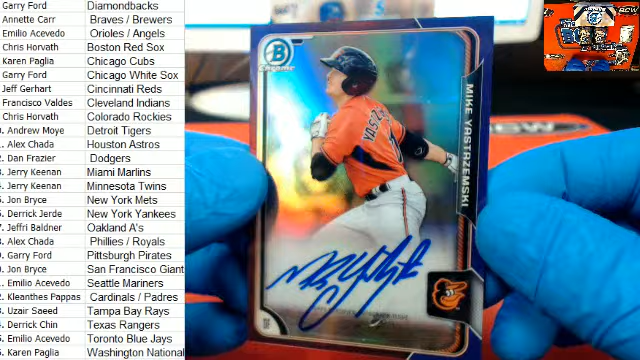 Garry Ford Diamondbacks
Annette Carr Braves / Brewers
Emilio Acevedo Orioles / Angels
Chris Horvath Boston Red Sox
Karen Paglia Chicago Cubs
Garry Ford Chicago White Sox
Jeff Gerhart Cincinnati Reds
Francisco Valdes Cleveland Indians
Chris Horvath Colorado Rockies
Andrew Moye Detroit Tigers
Alex Chada Houston Astros
Dan Frazier Dodgers
Jerry Keenan Miami Marlins
Jerry Keenan Minnesota Twins
Jon Bryce New York Mets
Derrick Jerde New York Yankees
Jeffri Baldner Oakland A's
Alex Chada Phillies / Royals
Garry Ford Pittsburgh Pirates
Jon Bryce San Francisco Giant
Emilio Acevedo Seattle Mariners
Kleanthes Pappas Cardinals / Padres
Uzair Saeed Tampa Bay Rays
Derrick Chin Texas Rangers
Emilio Acevedo Toronto Blue Jays
Karen Paglia Washington National
B
Chrome
MIKE YASTRZEMSKI